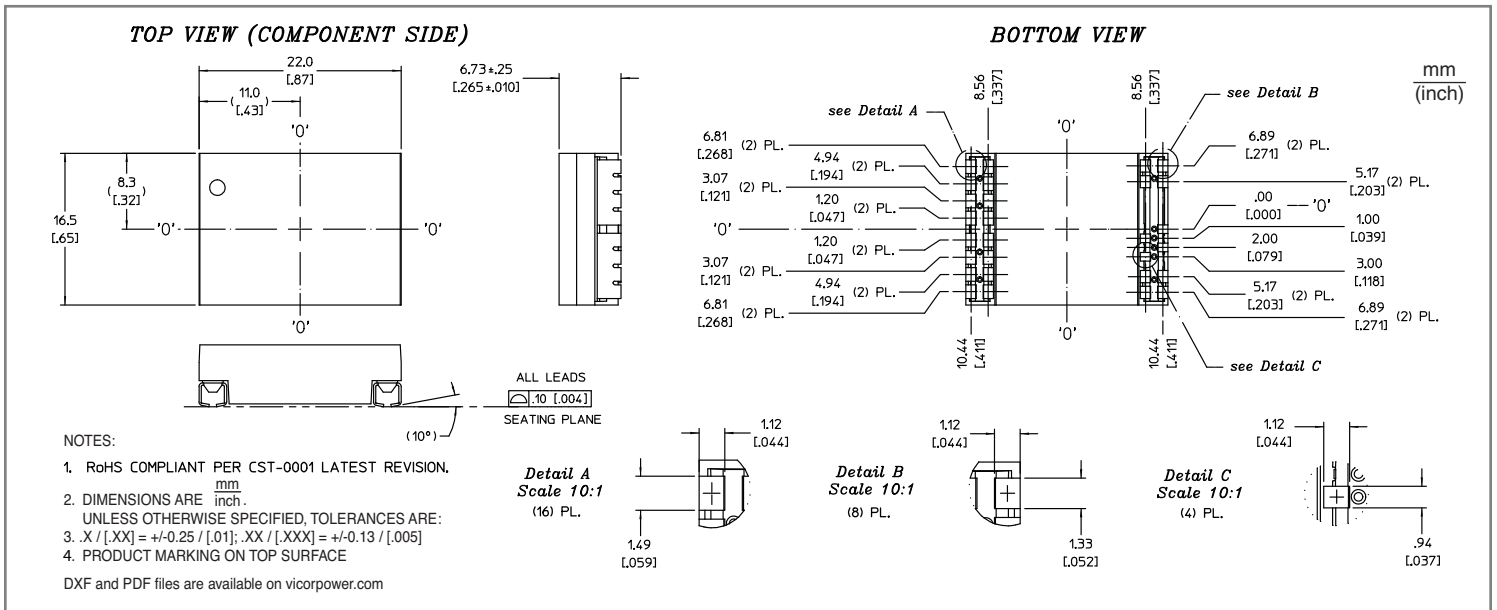 TOP VIEW (COMPONENT SIDE)
22.0
[.87]
11.0
( )
[.43]
'0'
8.3
( )
[.32]
16.5
[.65]
'0'
'0'
'0'
6.73±.25
[.265±.010]
BOTTOM VIEW
mm
(inch)
8.56
[.337]
8.56
[.337]
see Detail A
see Detail B
'0'
6.81
[.268] (2) PL.
4.94
[.194] (2) PL.
3.07
[.121] (2) PL.
1.20
[.047] (2) PL.
'0'
1.20
[.047] (2) PL.
3.07
[.121] (2) PL.
4.94
[.194] (2) PL.
6.81
[.268] (2) PL.
6.89
[.271] (2) PL.
5.17
[.203] (2) PL.
.00
[.000] '0'
1.00
[.039]
2.00
[.079]
3.00
[.118]
5.17
[.203] (2) PL.
6.89
[.271] (2) PL.
'0'
10.44
[.411]
10.44
[.411]
see Detail C
ALL LEADS
.10 [.004]
SEATING PLANE
(10°)
NOTES:
1. RoHS COMPLIANT PER CST-0001 LATEST REVISION.
2. DIMENSIONS ARE mm
inch.
UNLESS OTHERWISE SPECIFIED, TOLERANCES ARE:
3. .X / [.XX] = +/-0.25 / [.01]; .XX / [.XXX] = +/-0.13 / [.005]
4. PRODUCT MARKING ON TOP SURFACE
DXF and PDF files are available on vicorpower.com
Detail A
Scale 10:1
(16) PL.
1.12
[.044]
1.49
[.059]
Detail B
Scale 10:1
(8) PL.
1.12
[.044]
1.33
[.052]
Detail C
Scale 10:1
(4) PL.
1.12
[.044]
.94
[.037]